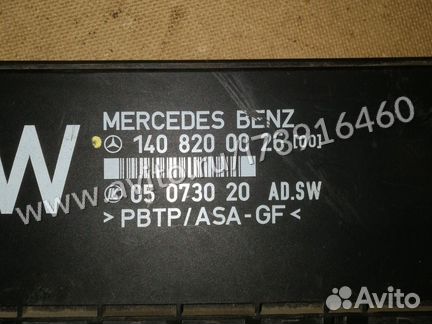 W
MERCEDES BENZ
140 820 00 26 [00]
05 0730 20 AD.SW
>PBTP/ASA-GF<
Avito